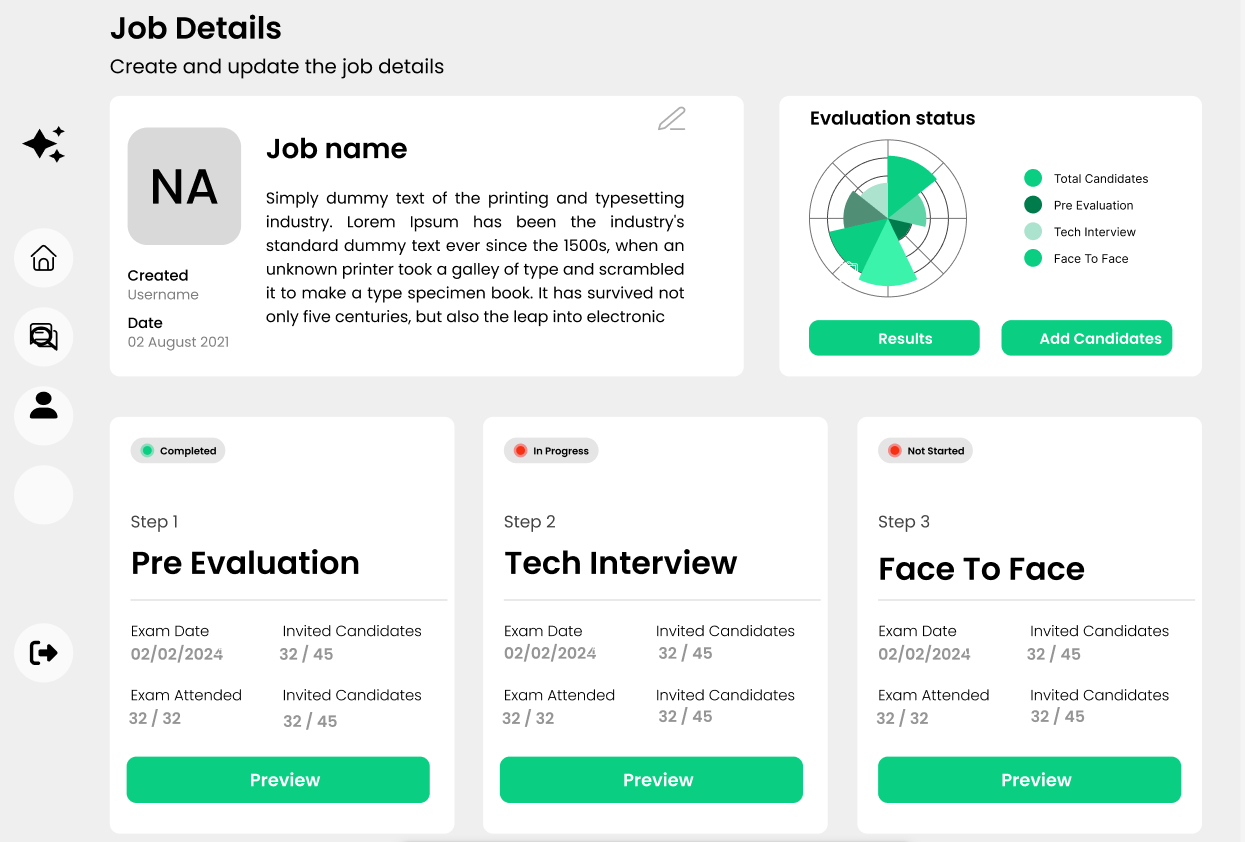 Job Details
Create and update the job details
NA
Job name
Simply dummy text of the printing and typesetting
industry. Lorem Ipsum has been the industry's
standard dummy text ever since the 1500s, when an
unknown printer took a galley of type and scrambled
it to make a type specimen book. It has survived not
only five centuries, but also the leap into electronic
Created
Username
Date
02 August 2021
Evaluation status
Total Candidates
Pre Evaluation
Tech Interview
Face To Face
Results
Add Candidates
Completed
Step 1
Pre Evaluation
Exam Date
02/02/2024
Invited Candidates
32 / 45
Exam Attended
32 / 32
Invited Candidates
32 / 45
Preview
In Progress
Step 2
Tech Interview
Exam Date
02/02/2024
Invited Candidates
32 / 45
Exam Attended
32 / 32
Invited Candidates
32 / 45
Preview
Not Started
Step 3
Face To Face
Exam Date
02/02/2024
Invited Candidates
32 / 45
Exam Attended
32 / 32
Invited Candidates
32 / 45
Preview